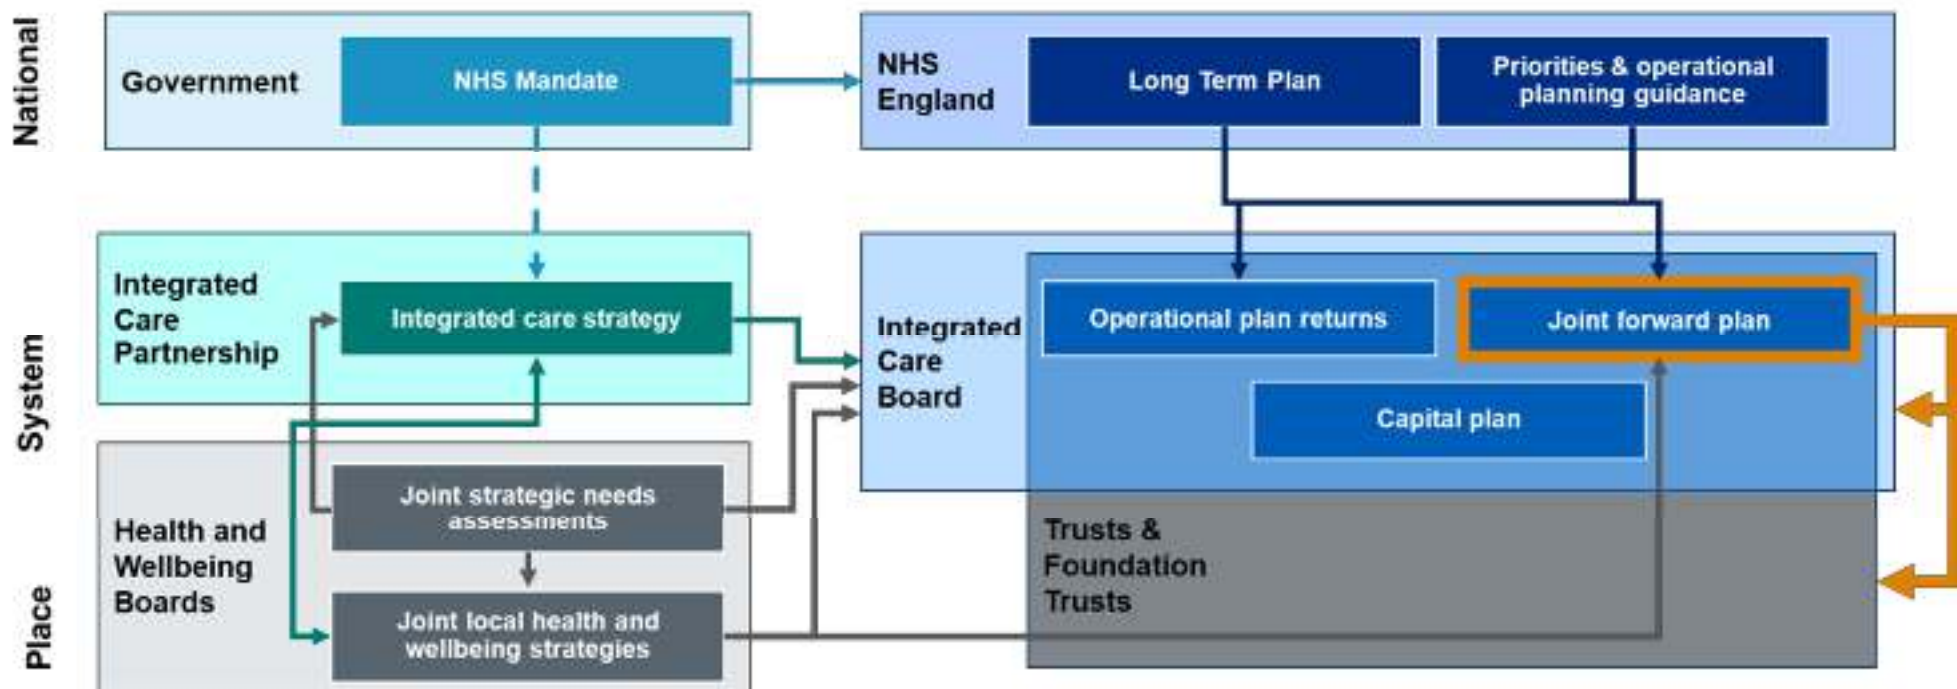 National
Government
NHS Mandate
NHS
England
Long Term Plan
Priorities & operational
planning guidance
System
Integrated
Care
Partnership
Integrated care strategy
Integrated
Care
Board
Operational plan returns
Joint forward plan
Capital plan
Place
Health and
Wellbeing
Boards
Joint strategic needs
assessments
Joint local health and
wellbeing strategies
Trusts &
Foundation
Trusts